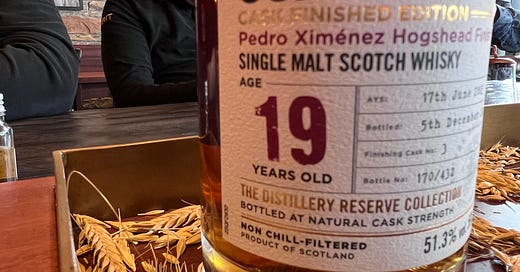 CASK FINISHED EDITION
Pedro Ximénez Hogshead
SINGLE MALT SCOTCH WHISKY
AGE
19
YEARS OLD
AYS: 17th June
Bottled: 5th December
Finishing Cask No: 3
Bottle No: 170/432
THE DISTILLERY RESERVE COLLECTION
BOTTLED AT NATURAL CASK STRENGTH
NON CHILL-FILTERED
PRODUCT OF SCOTLAND
51.3%